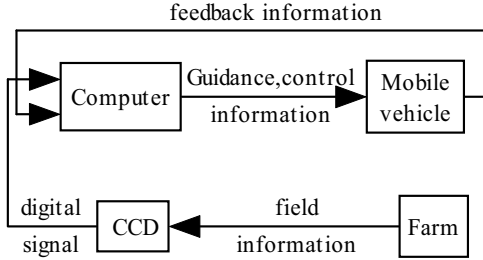 feedback information
Guidance,control
information
Computer
Mobile
vehicle
digital
signal
CCD
field
information
Farm